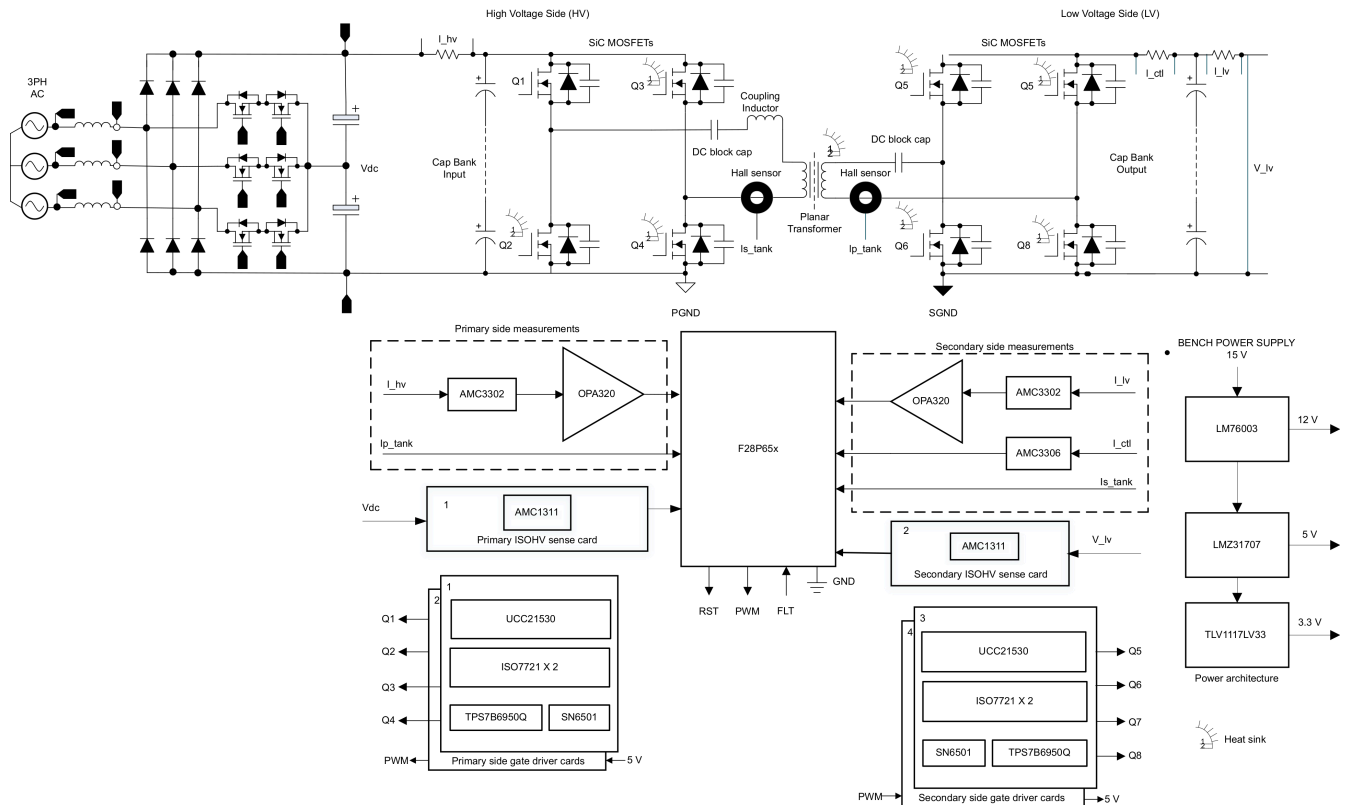 High Voltage Side (HV)
Low Voltage Side (LV)
I_hv
SiC MOSFETs
SiC MOSFETs
I_ctl
I_lv
3PH
AC
Q1
Q3
Q5
Q5
Coupling
Inductor
DC block cap
DC block cap
Vdc
Cap Bank
Input
Cap Bank
Output
V_lv
Hall sensor
Hall sensor
Planar
Transformer
Q2
Q4
Is_tank
Ip_tank
Q6
Q8
PGND
SGND
Primary side measurements
I_hv
AMC3302
OPA320
Ip_tank
F28P65x
Secondary side measurements
OPA320
AMC3302
I_lv
AMC3306
I_ctl
Is_tank
Vdc
1
AMC1311
Primary ISOHV sense card
2
AMC1311
Secondary ISOHV sense card
V_lv
RST
PWM
FLT
GND
BENCH POWER SUPPLY
15 V
LM76003
12 V
LMZ31707
5 V
TLV1117LV33
3.3 V
Power architecture
Heat sink
1
2
UCC21530
ISO7721 X 2
TPS7B6950Q
SN6501
Q1
Q2
Q3
Q4
PWM
Primary side gate driver cards
5 V
3
4
UCC21530
ISO7721 X 2
SN6501
TPS7B6950Q
Q5
Q6
Q7
Q8
PWM
Secondary side gate driver cards
5 V